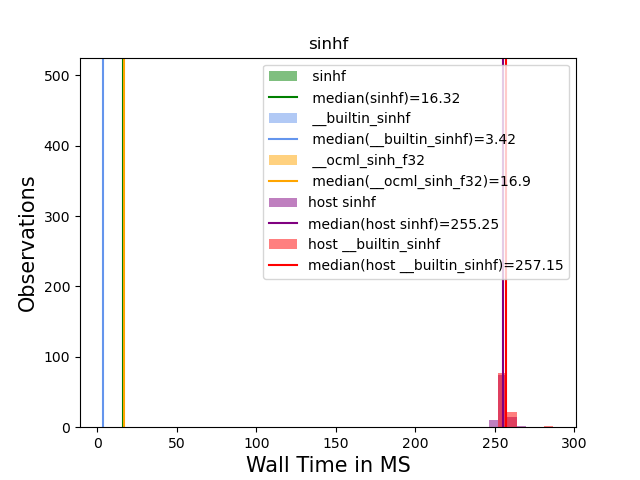 sinhf
500
400
300
200
100
0
Observations
sinhf
median(sinhf)=16.32
__builtin_sinhf
median(__builtin_sinhf)=3.42
__ocml_sinh_f32
median(__ocml_sinh_f32)=16.9
host sinhf
median(host sinhf)=255.25
host __builtin_sinhf
median(host __builtin_sinhf)=257.15
0 50 100 150 200 250 300
Wall Time in MS